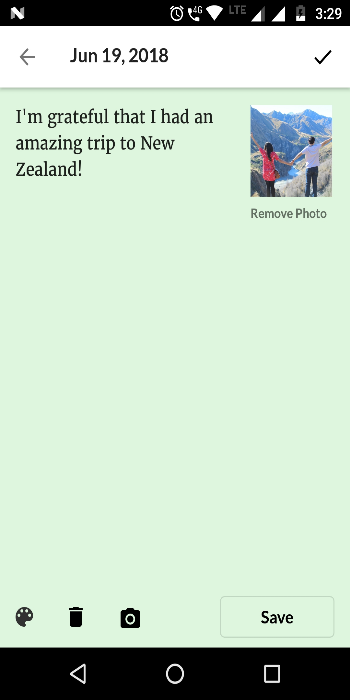 4G LTE 3:29
Jun 19, 2018
I'm grateful that I had an
amazing trip to New
Zealand!
Remove Photo
Save